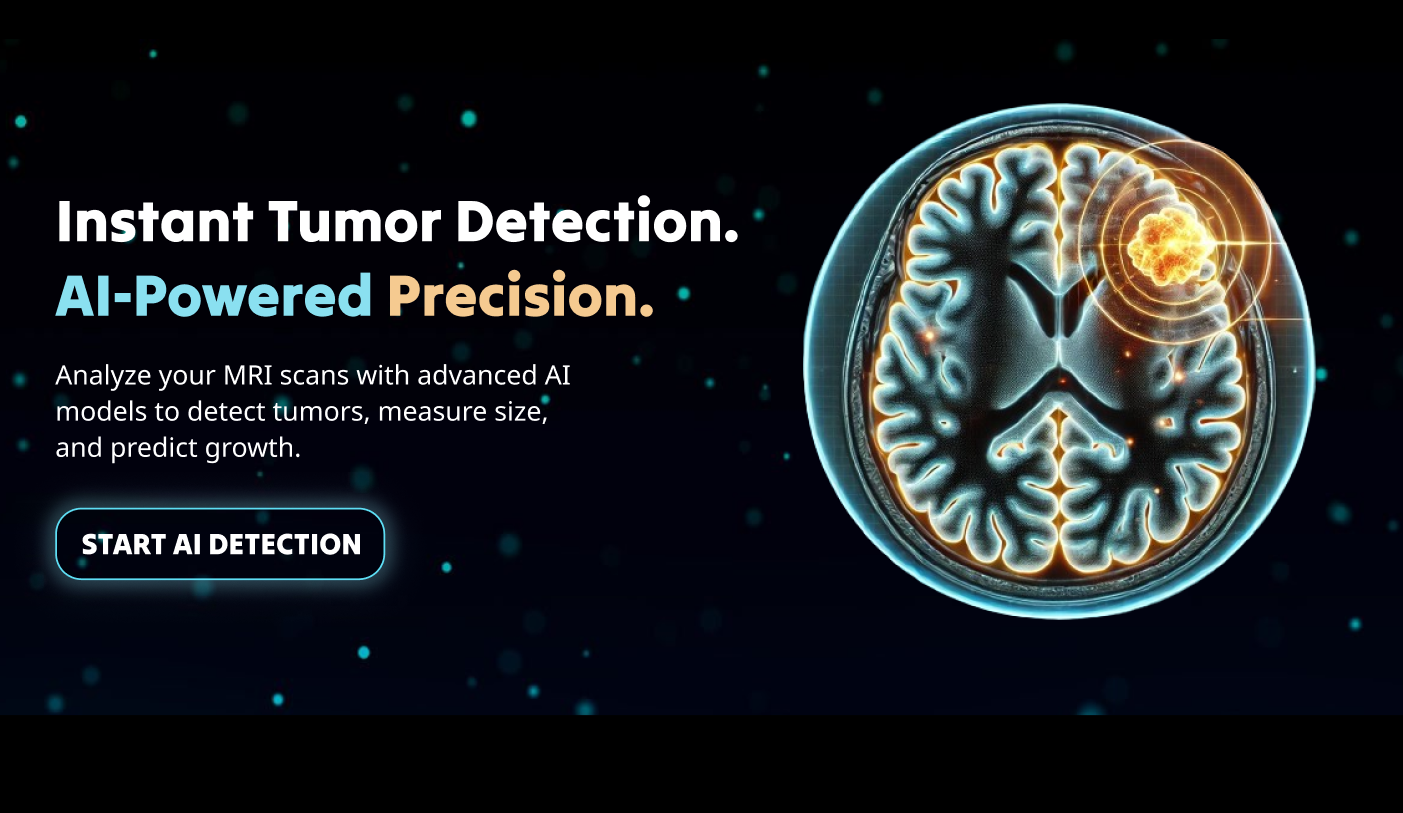 Instant Tumor Detection.
AI-Powered Precision.
Analyze your MRI scans with advanced AI
models to detect tumors, measure size,
and predict growth.
START AI DETECTION